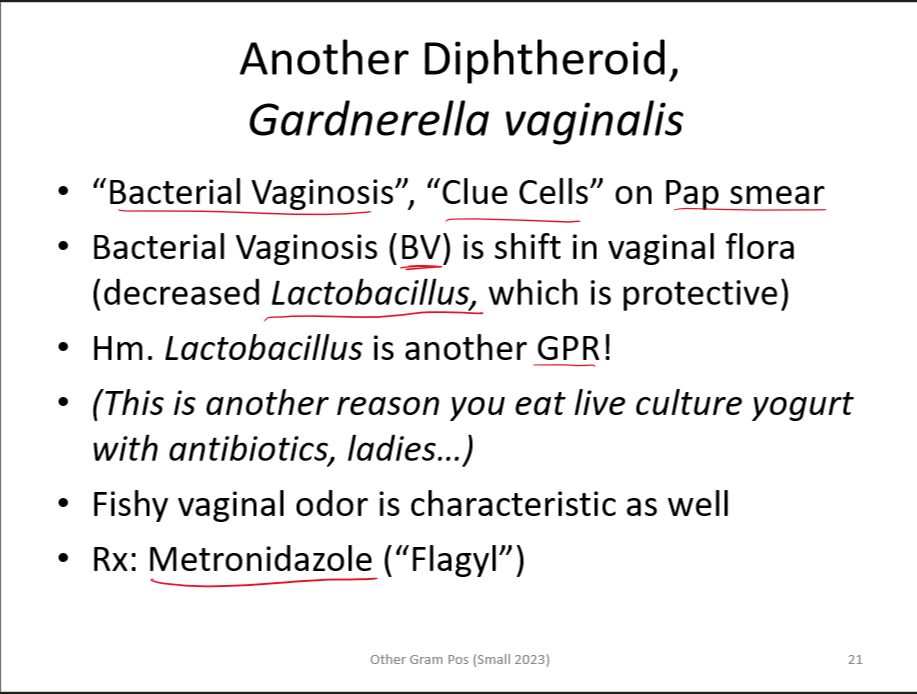 Another Diphtheroid,
Gardnerella vaginalis
• “Bacterial Vaginosis”, “Clue Cells” on Pap smear
• Bacterial Vaginosis (BV) is shift in vaginal flora
(decreased Lactobacillus, which is protective)
• Hm. Lactobacillus is another GPR!
• (This is another reason you eat live culture yogurt
with antibiotics, ladies…)
• Fishy vaginal odor is characteristic as well
• Rx: Metronidazole (“Flagyl”)
Other Gram Pos (Small 2023)
21